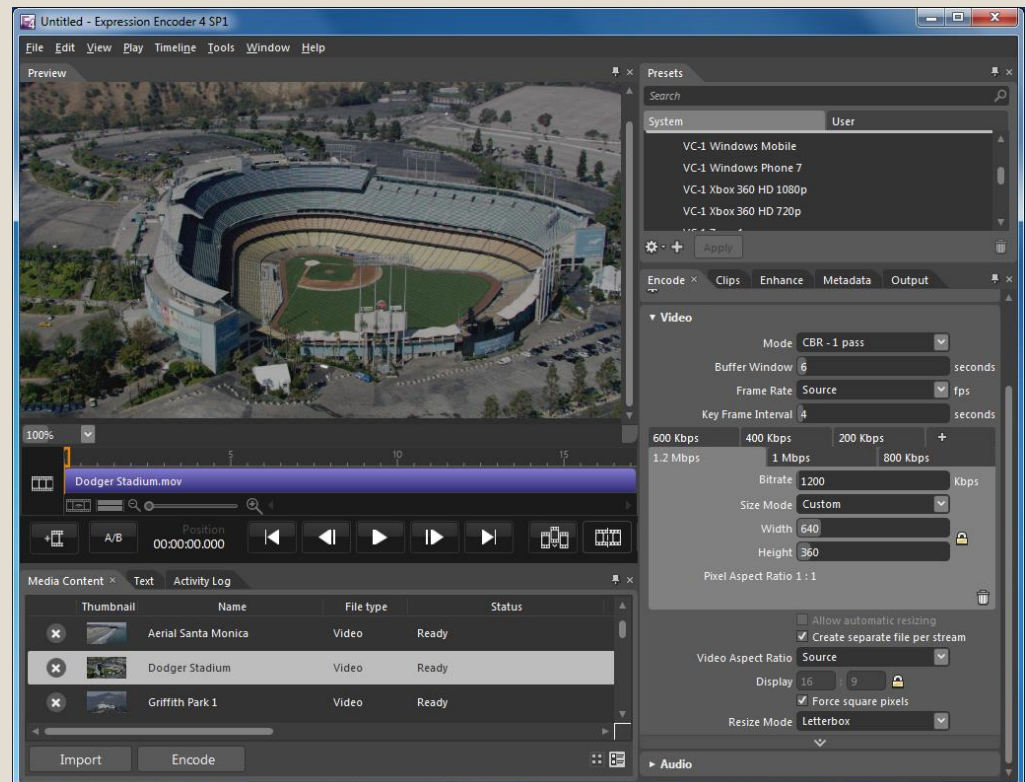 Untitled - Expression Encoder 4 SP1
File Edit View Play Timeline Tools Window Help
Preview
100%
5 10 15
Dodger Stadium.mov
A/B
Position
00:00:00.000
Media Content × Text Activity Log
Thumbnail Name File type Status
Aerial Santa Monica Video Ready
Dodger Stadium Video Ready
Griffith Park 1 Video Ready
Import Encode
Presets
Search
System User
VC-1 Windows Mobile
VC-1 Windows Phone 7
VC-1 Xbox 360 HD 1080p
VC-1 Xbox 360 HD 720p
Apply
Encode × Clips Enhance Metadata Output
Video
Mode CBR - 1 pass
Buffer Window 6 seconds
Frame Rate Source fps
Key Frame Interval 4 seconds
600 Kbps 400 Kbps 200 Kbps +
1.2 Mbps 1 Mbps 800 Kbps
Bitrate 1200 Kbps
Size Mode Custom
Width 640
Height 360
Pixel Aspect Ratio 1 : 1
Allow automatic resizing
Create separate file per stream
Video Aspect Ratio Source
Display 16 : 9
Force square pixels
Resize Mode Letterbox
Audio